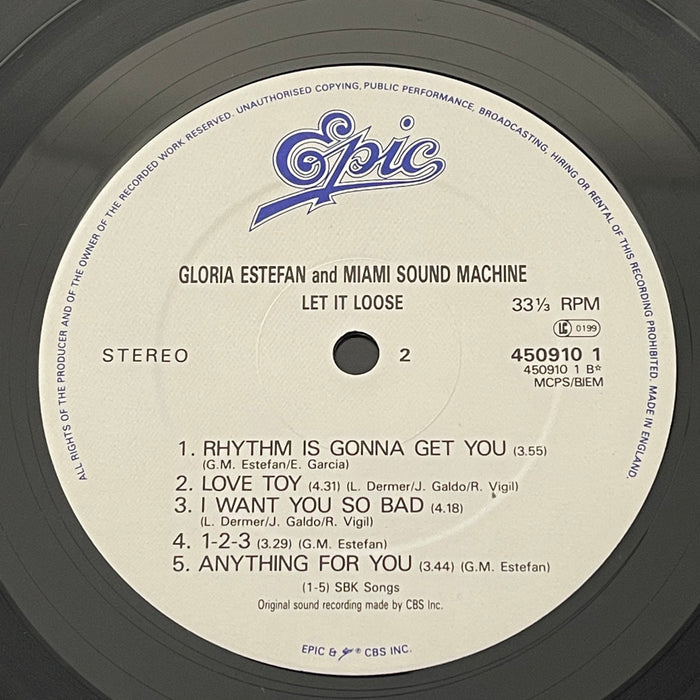 ALL RIGHTS OF THE PRODUCER AND OF THE OWNER OF THE RECORDED WORK RESERVED. UNAUTHORISED COPYING, PUBLIC PERFORMANCE, BROADCASTING, HIRING OR RENTAL OF THIS RECORDING PROHIBITED. MADE IN ENGLAND.
Epic
GLORIA ESTEFAN and MIAMI SOUND MACHINE
LET IT LOOSE
33⅓ RPM
LC 0199
STEREO
2
450910 1
450910 1 B☆
MCPS/BIEM
1. RHYTHM IS GONNA GET YOU (3.55)
(G.M. Estefan/E. Garcia)
2. LOVE TOY (4.31) (L. Dermer/J. Galdo/R. Vigil)
3. I WANT YOU SO BAD (4.18)
(L. Dermer/J. Galdo/R. Vigil)
4. 1-2-3 (3.29) (G.M. Estefan)
5. ANYTHING FOR YOU (3.44) (G.M. Estefan)
(1-5) SBK Songs
Original sound recording made by CBS Inc.
EPIC & ® CBS INC.